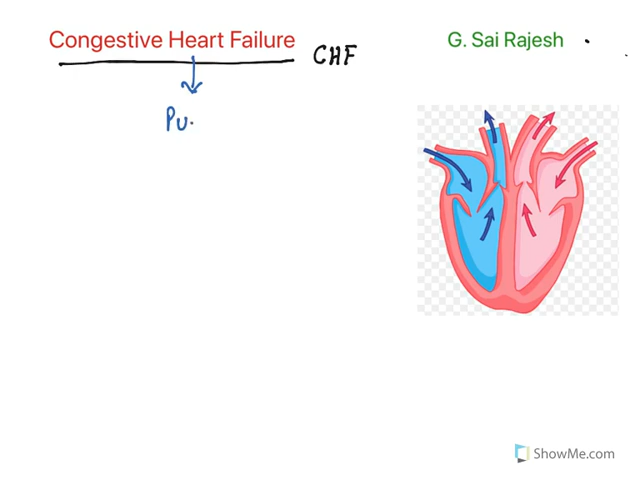 Congestive Heart Failure
CHF
G. Sai Rajesh
Pu.
ShowMe.com